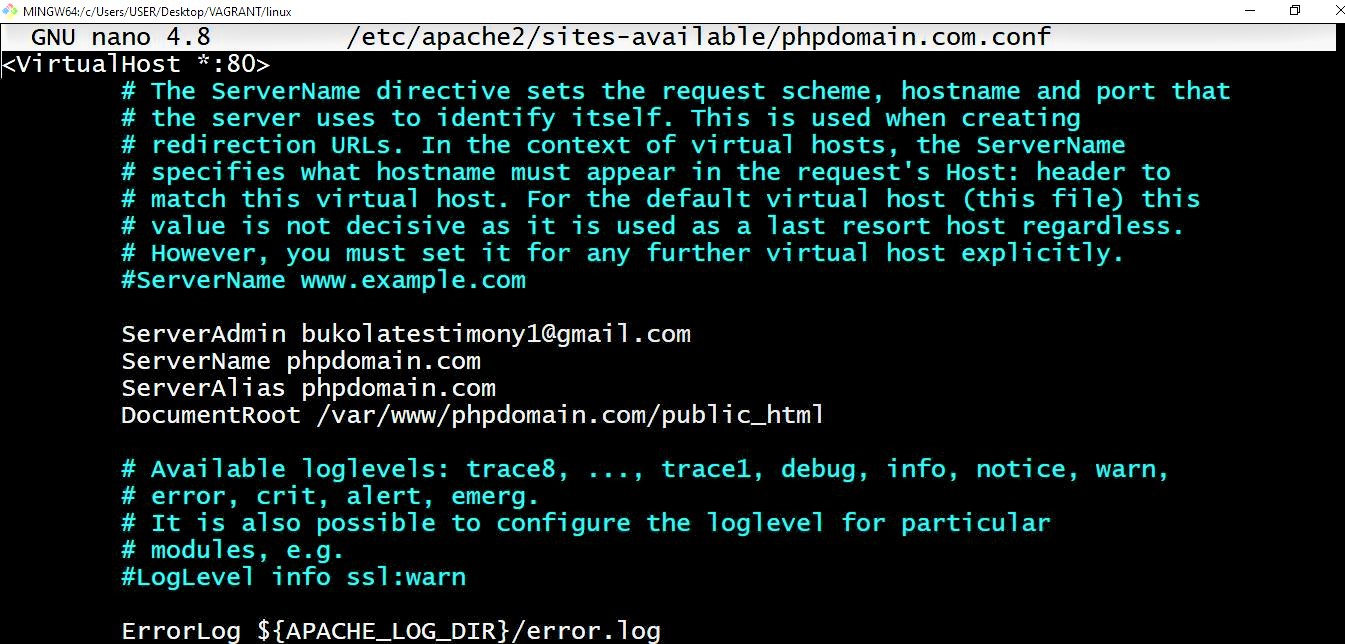 MINGW64:/c/Users/USER/Desktop/VAGRANT/linux
GNU nano 4.8 /etc/apache2/sites-available/phpdomain.com.conf
<VirtualHost *:80>
# The ServerName directive sets the request scheme, hostname and port that
# the server uses to identify itself. This is used when creating
# redirection URLs. In the context of virtual hosts, the ServerName
# specifies what hostname must appear in the request's Host: header to
# match this virtual host. For the default virtual host (this file) this
# value is not decisive as it is used as a last resort host regardless.
# However, you must set it for any further virtual host explicitly.
#ServerName www.example.com
ServerAdmin bukolatestimony1@gmail.com
ServerName phpdomain.com
ServerAlias phpdomain.com
DocumentRoot /var/www/phpdomain.com/public_html
# Available loglevels: trace8, ..., trace1, debug, info, notice, warn,
# error, crit, alert, emerg.
# It is also possible to configure the loglevel for particular
# modules, e.g.
#LogLevel info ssl:warn
ErrorLog ${APACHE_LOG_DIR}/error.log